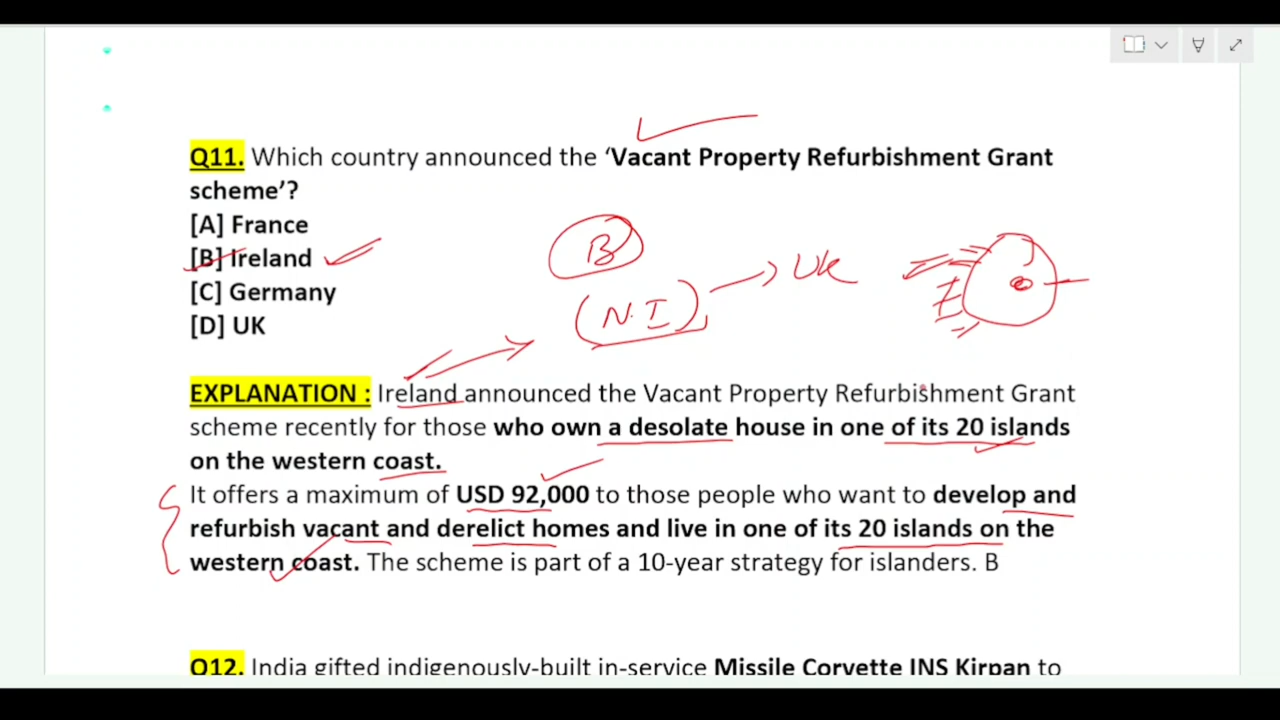 Q11. Which country announced the ‘Vacant Property Refurbishment Grant
scheme’?
[A] France
[B] Ireland
[C] Germany
[D] UK
B
(N.I)
UK
EXPLANATION : Ireland announced the Vacant Property Refurbishment Grant
scheme recently for those who own a desolate house in one of its 20 islands
on the western coast.
It offers a maximum of USD 92,000 to those people who want to develop and
refurbish vacant and derelict homes and live in one of its 20 islands on the
western coast. The scheme is part of a 10-year strategy for islanders. B
Q12. India gifted indigenously-built in-service Missile Corvette INS Kirpan to